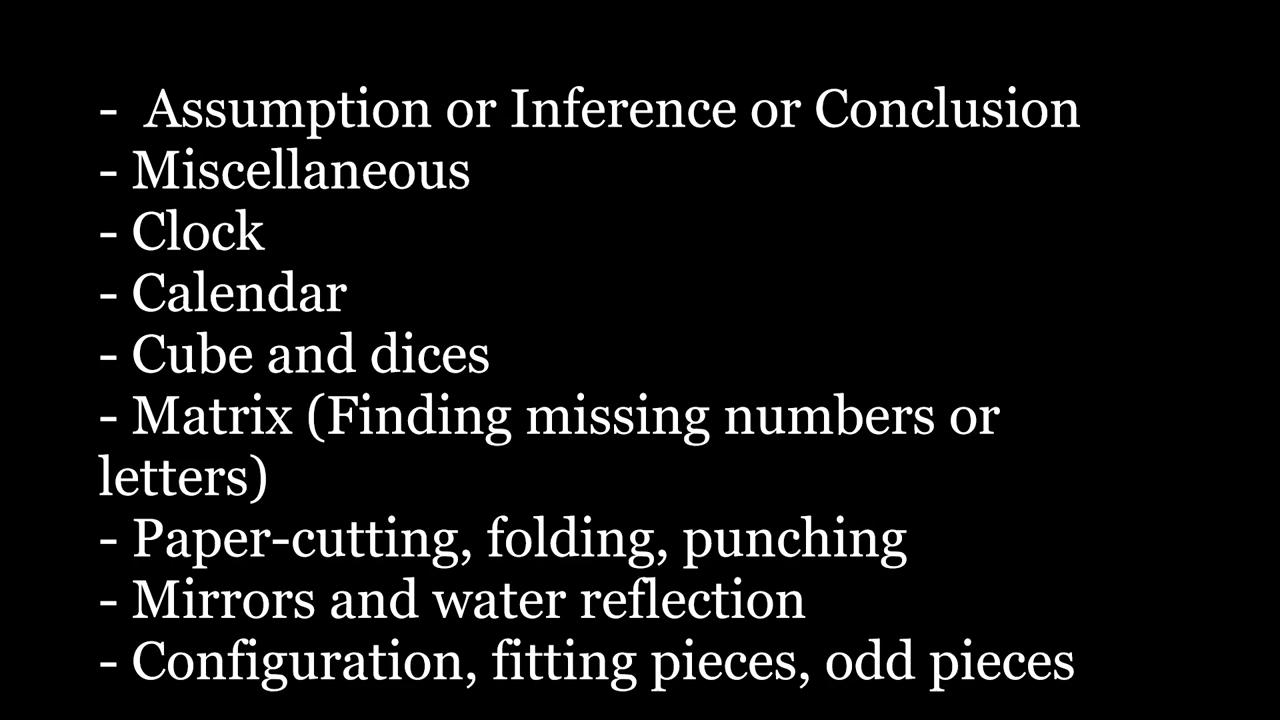 - Assumption or Inference or Conclusion
- Miscellaneous
- Clock
- Calendar
- Cube and dices
- Matrix (Finding missing numbers or
letters)
- Paper-cutting, folding, punching
- Mirrors and water reflection
- Configuration, fitting pieces, odd pieces